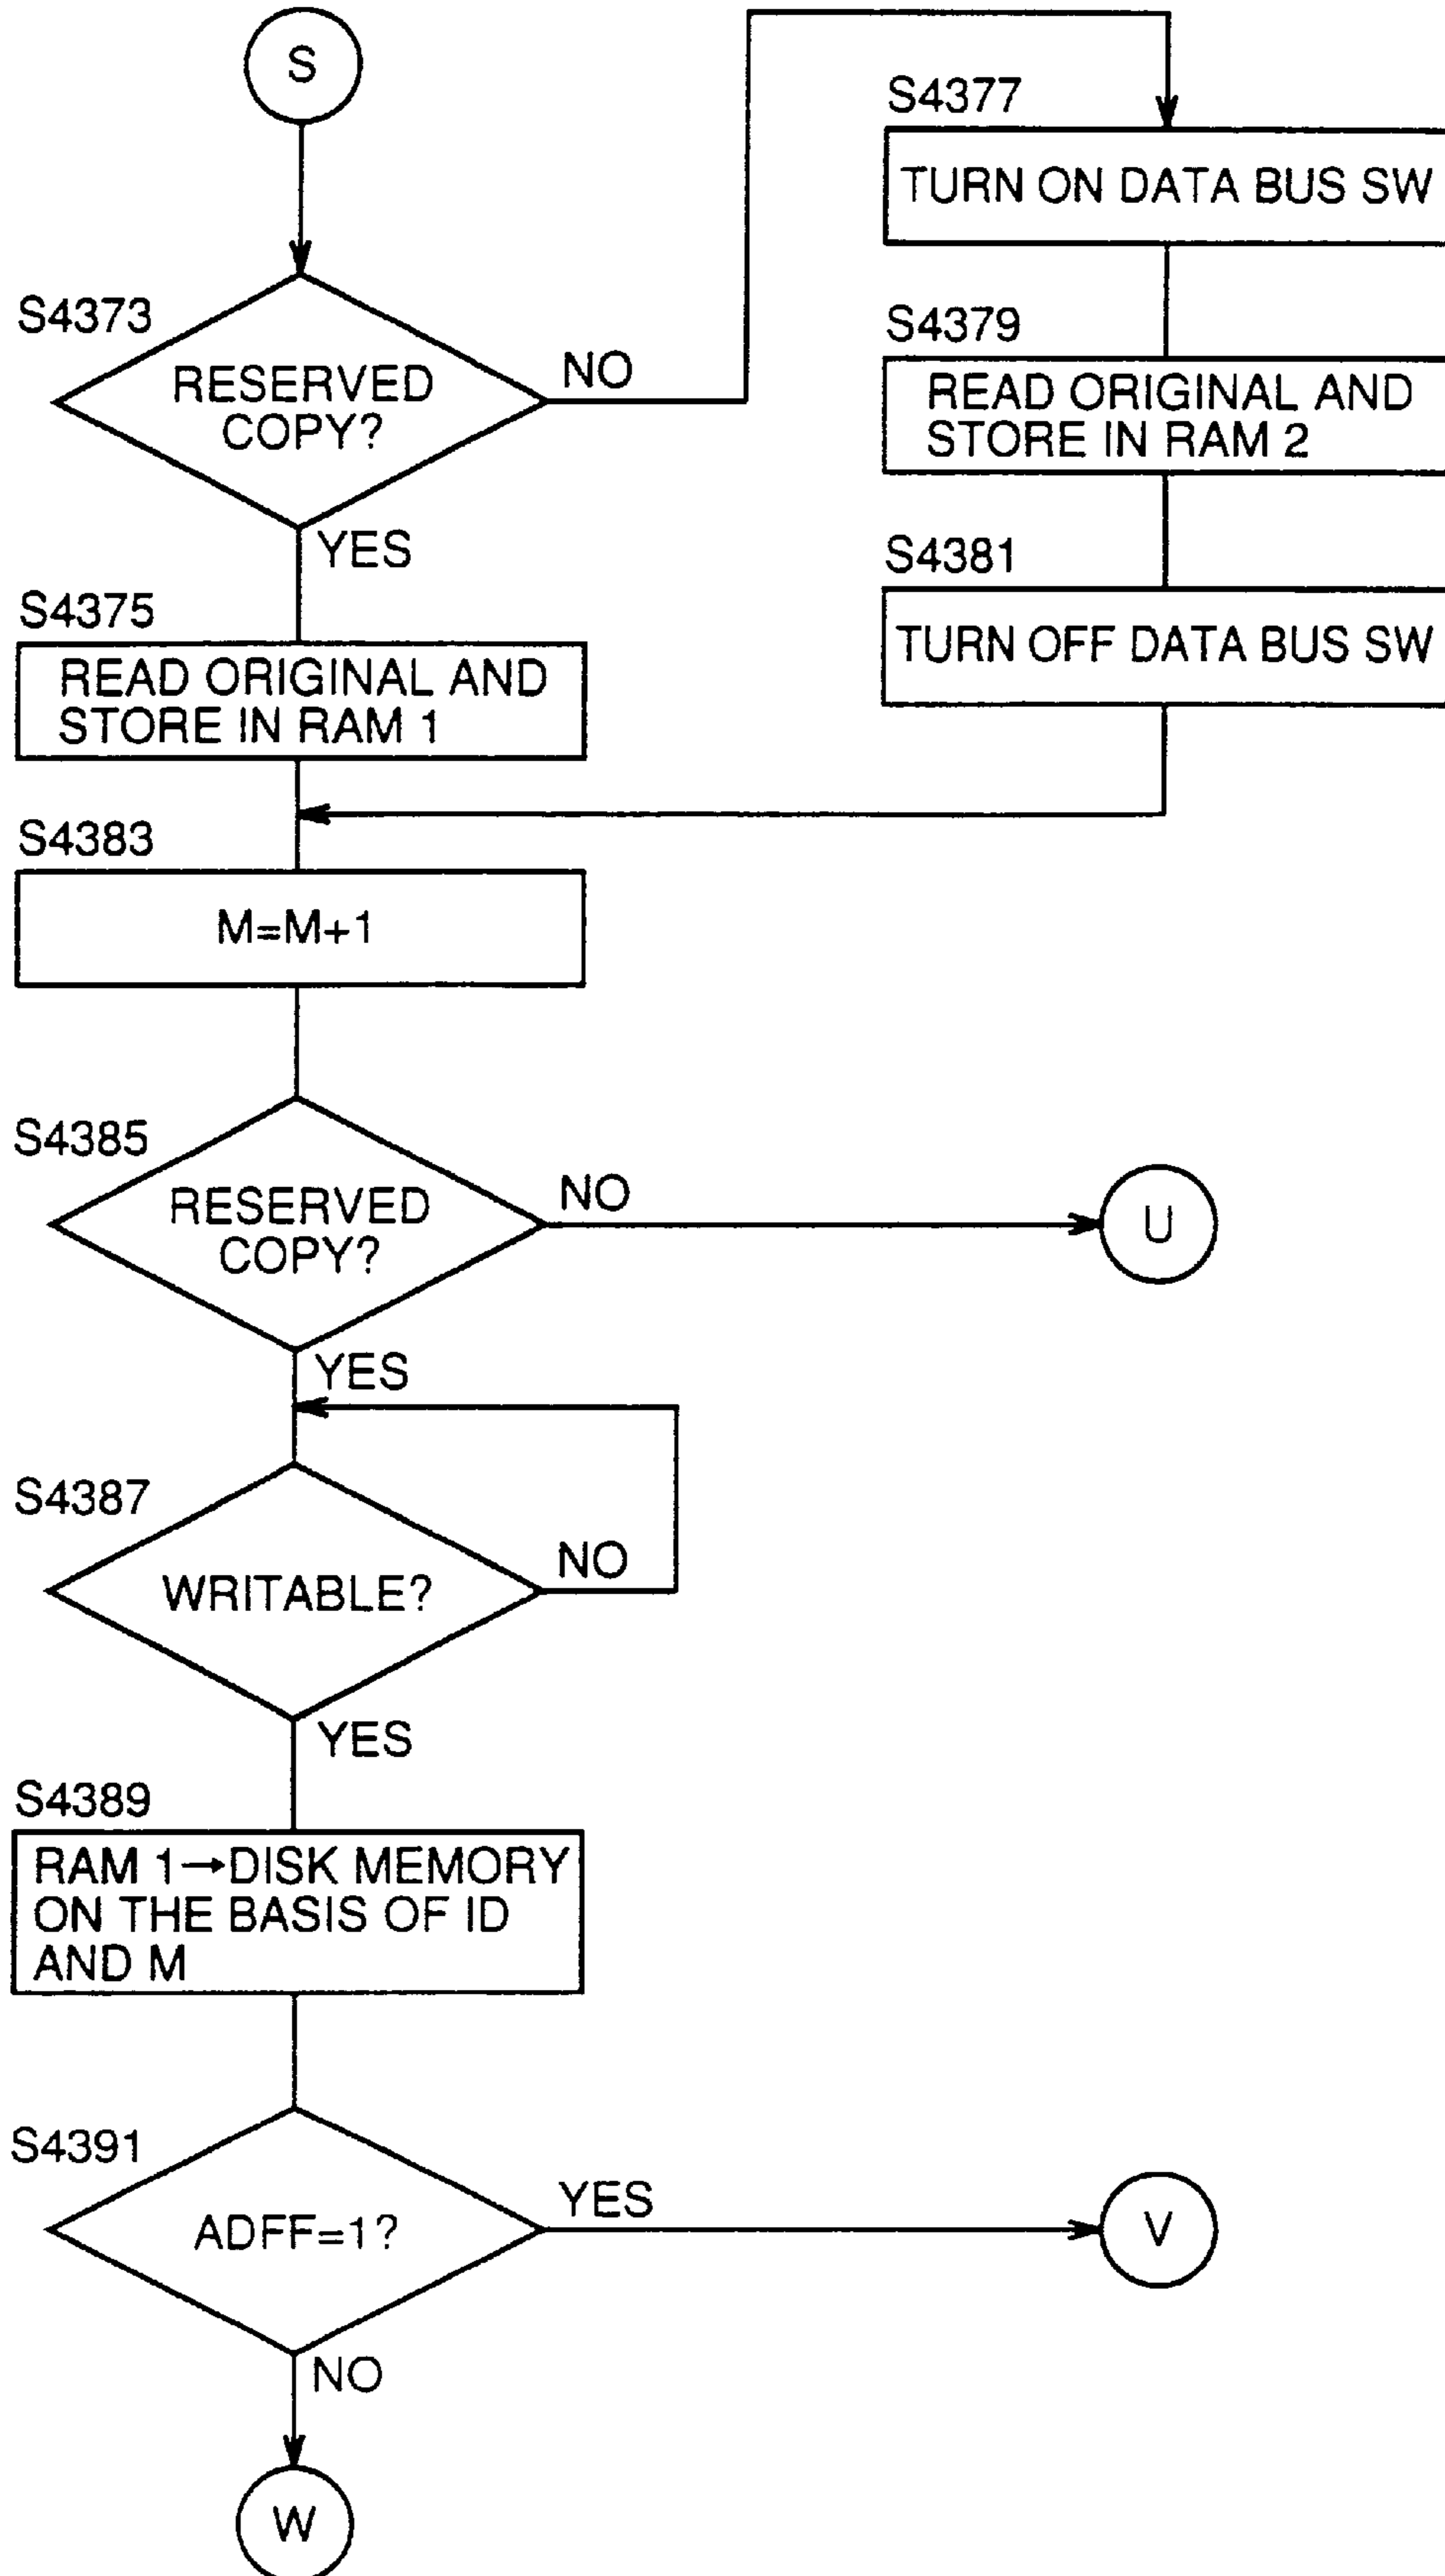 S
S4373
RESERVED
COPY?
NO
YES
S4377
TURN ON DATA BUS SW
S4379
READ ORIGINAL AND
STORE IN RAM 2
S4381
TURN OFF DATA BUS SW
S4375
READ ORIGINAL AND
STORE IN RAM 1
S4383
M=M+1
S4385
RESERVED
COPY?
NO
U
YES
S4387
WRITABLE?
NO
YES
S4389
RAM 1→DISK MEMORY
ON THE BASIS OF ID
AND M
S4391
ADFF=1?
YES
V
NO
W